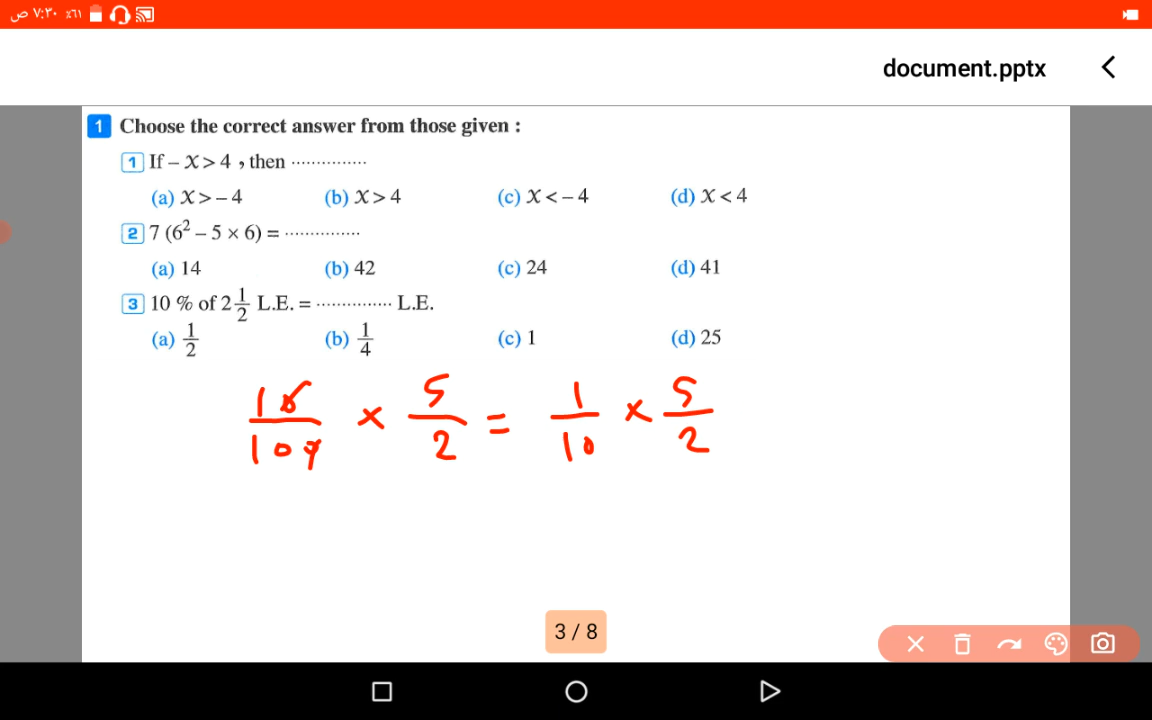 ٧:٣٠ ص ٪٦١
document.pptx
1 Choose the correct answer from those given :
1 If – X > 4 , then ...............
(a) X > – 4 (b) X > 4 (c) X < – 4 (d) X < 4
2 7 (6² – 5 × 6) = ...............
(a) 14 (b) 42 (c) 24 (d) 41
3 10 % of 2 1/2 L.E. = ............... L.E.
(a) 1/2 (b) 1/4 (c) 1 (d) 25
10/100 × 5/2 = 1/10 × 5/2
3 / 8